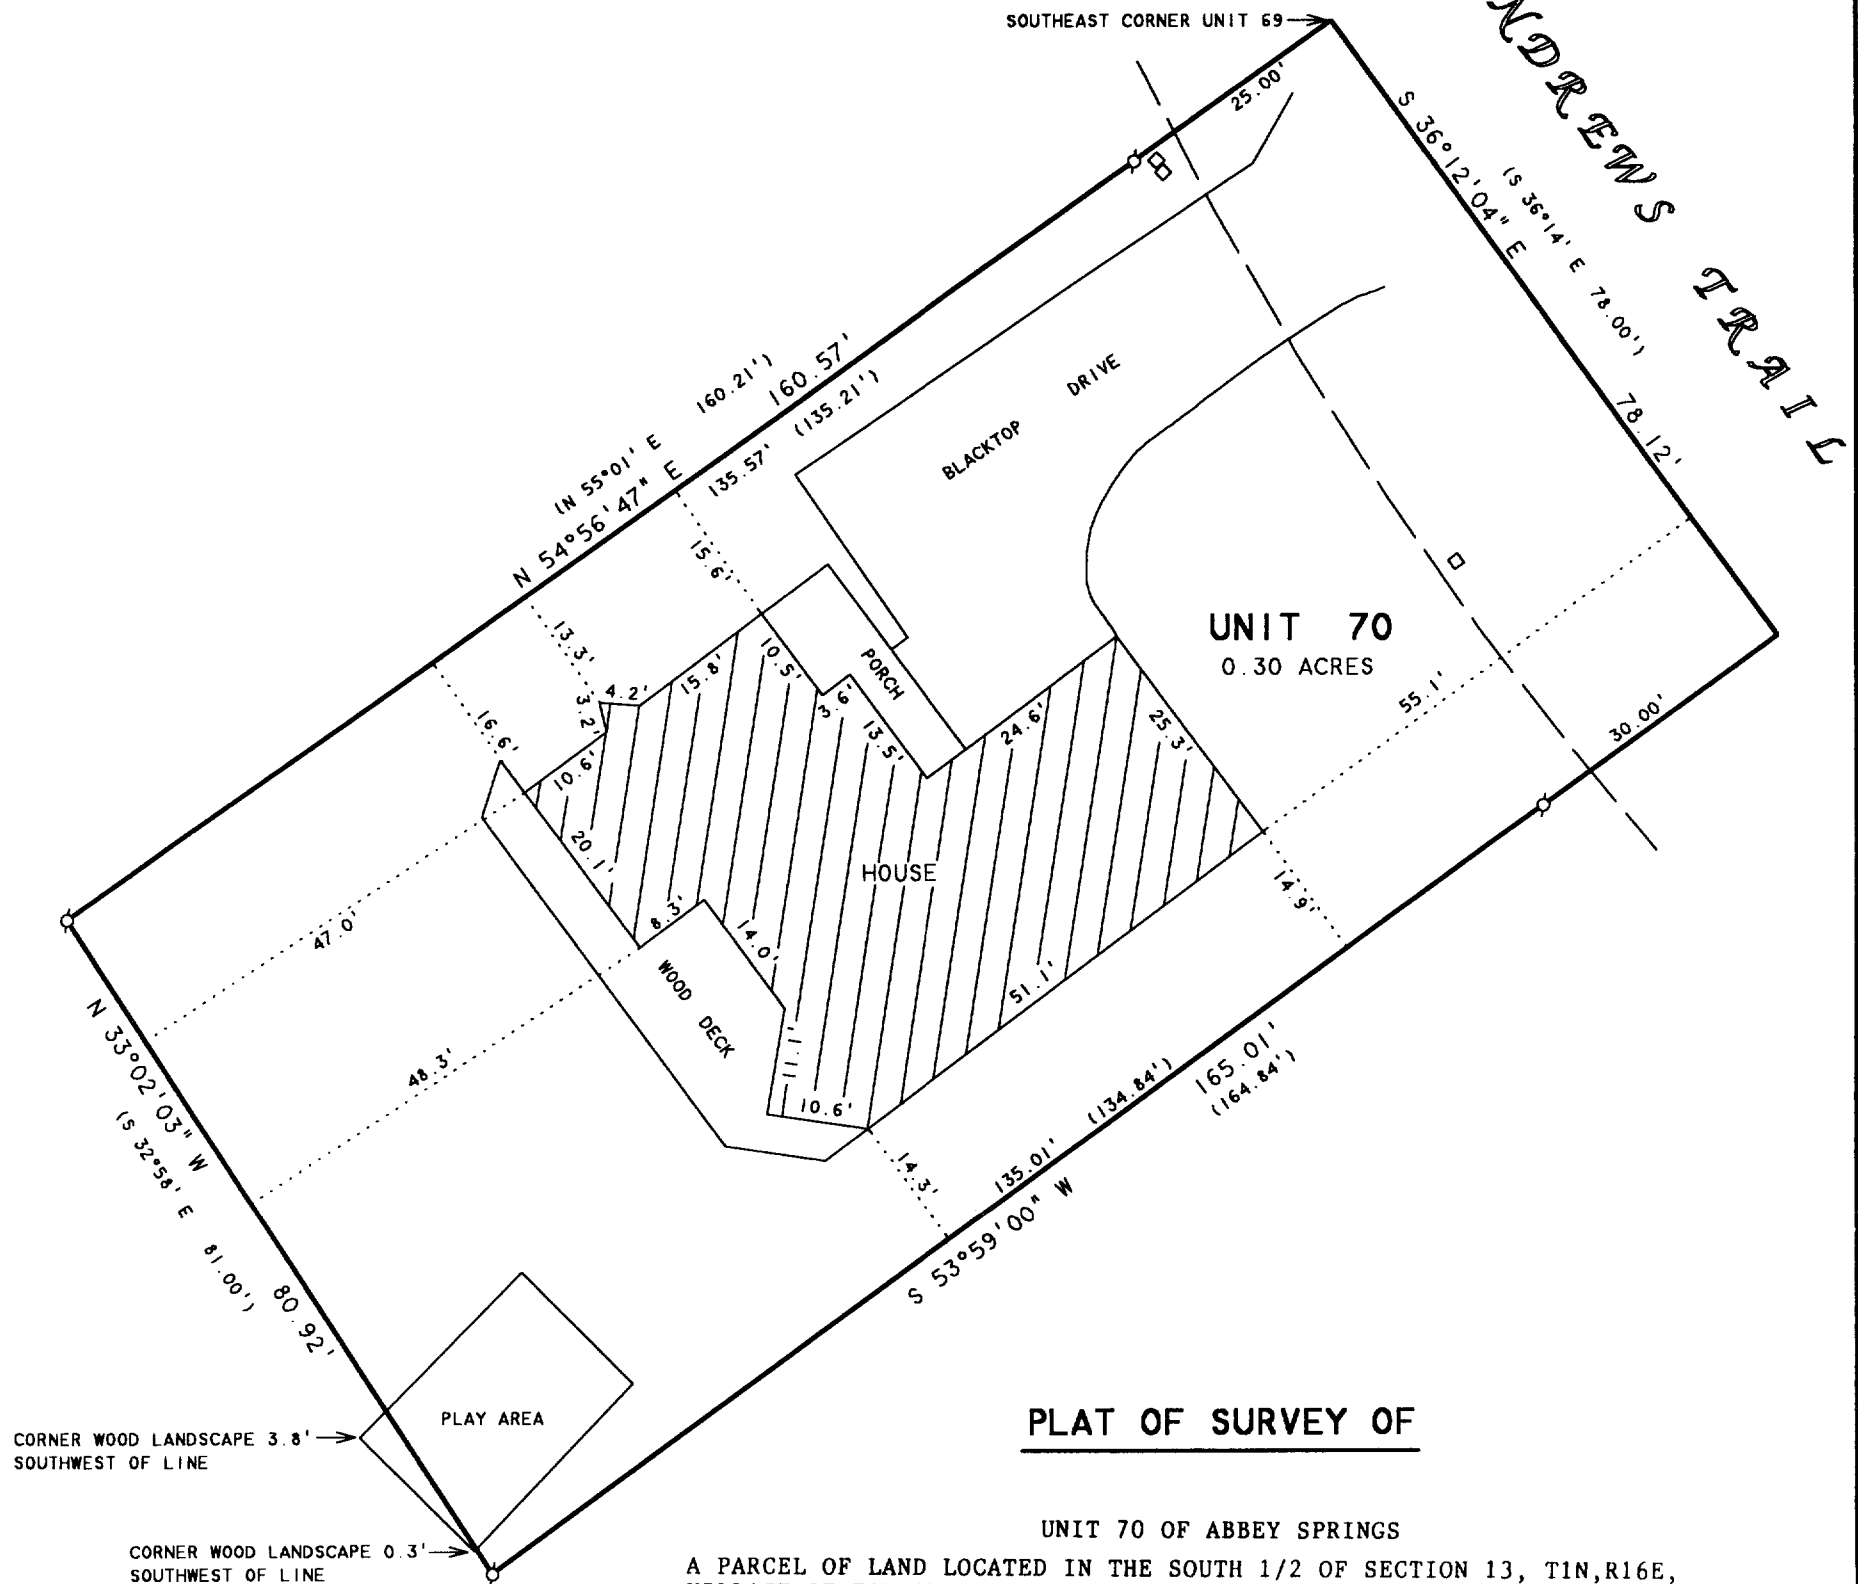 SOUTHEAST CORNER UNIT 69
NDREWS TRAIL
25.00'
S 36°12'04" E
78.12'
(S 36°14' E 78.00')
(N 55°01' E 160.21')
N 54°56'47" E
160.57'
135.57' (135.21')
BLACKTOP DRIVE
15.6'
13.3'
16.6'
4.2'
3.2'
15.8'
10.5'
3.6'
PORCH
13.5'
24.6'
25.3'
UNIT 70
0.30 ACRES
55.1'
30.00'
10.6'
20.1'
HOUSE
8.3'
14.0'
14.9'
47.0'
48.3'
WOOD DECK
11.1'
10.6'
51.1'
14.3'
N 33°02'03" W
80.92'
(S 32°58' E 81.00')
135.01' (134.84')
165.01'
(164.84')
S 53°59'00" W
PLAY AREA
CORNER WOOD LANDSCAPE 3.8'
SOUTHWEST OF LINE
CORNER WOOD LANDSCAPE 0.3'
SOUTHWEST OF LINE
PLAT OF SURVEY OF
UNIT 70 OF ABBEY SPRINGS
A PARCEL OF LAND LOCATED IN THE SOUTH 1/2 OF SECTION 13, T1N,R16E,